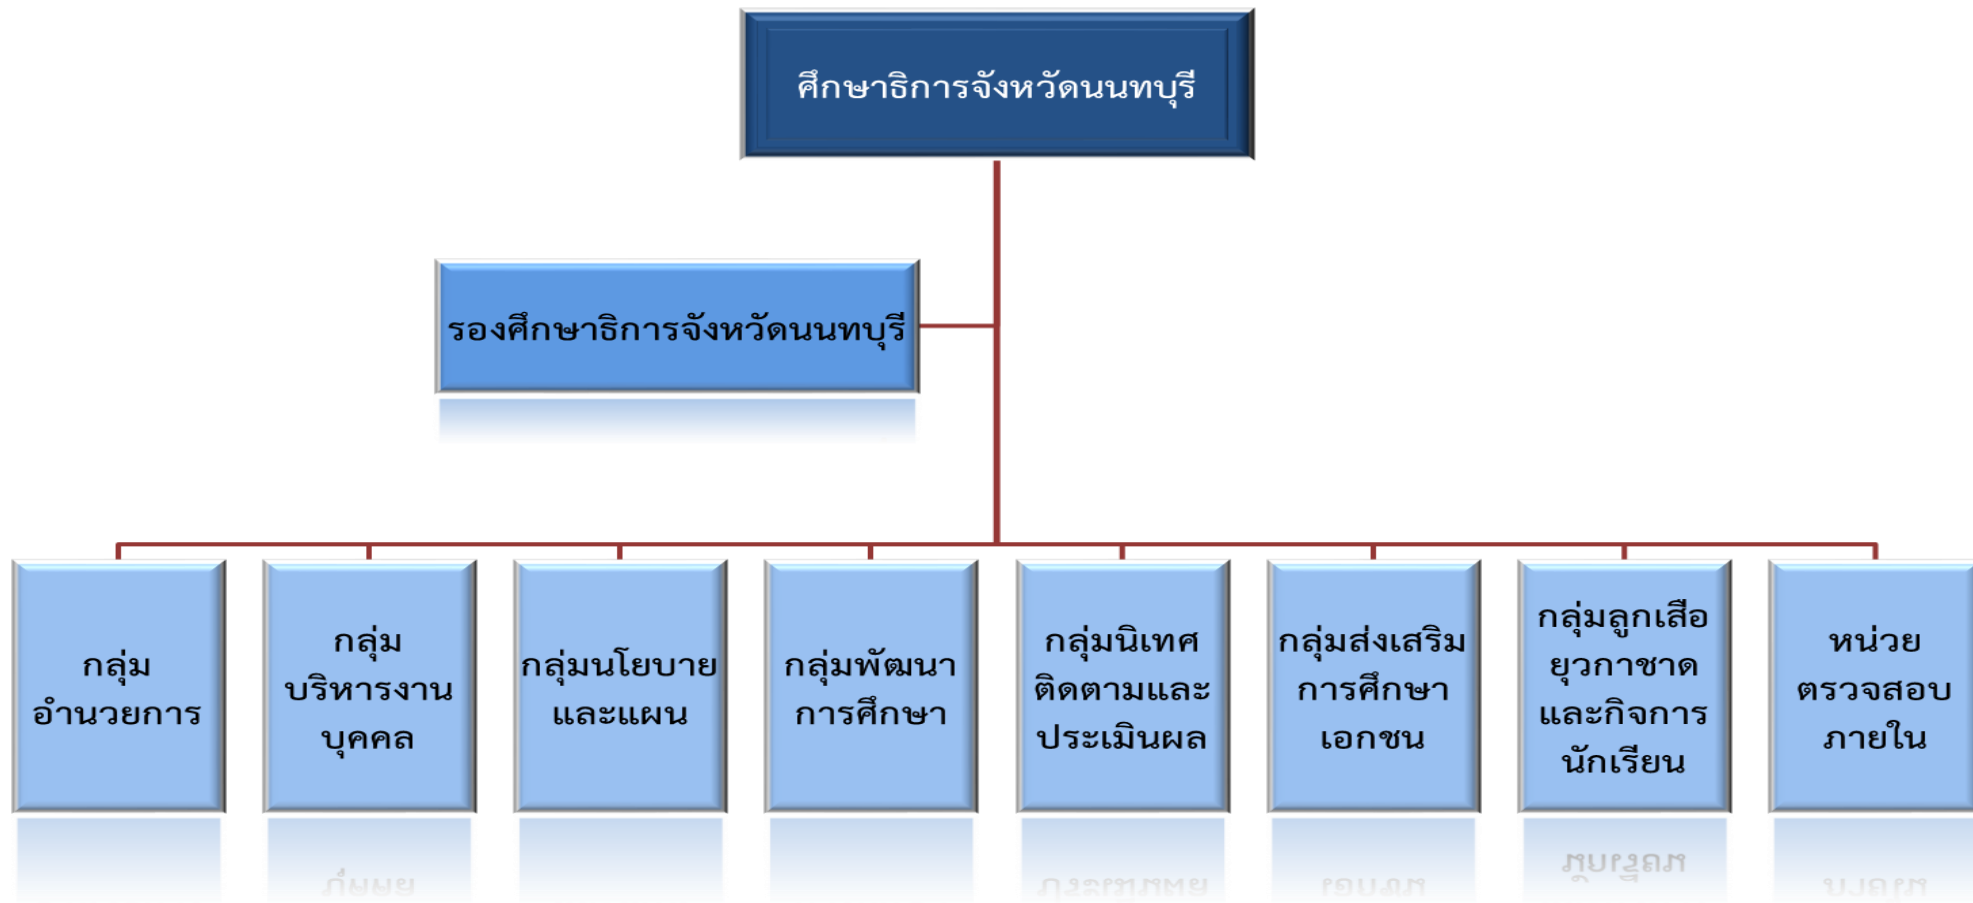 ศึกษาธิการจังหวัดนนทบุรี
รองศึกษาธิการจังหวัดนนทบุรี
กลุ่ม
อำนวยการ
กลุ่ม
บริหารงาน
บุคคล
กลุ่มนโยบาย
และแผน
กลุ่มพัฒนา
การศึกษา
กลุ่มนิเทศ
ติดตามและ
ประเมินผล
กลุ่มส่งเสริม
การศึกษา
เอกชน
กลุ่มลูกเสือ
ยุวกาชาด
และกิจการ
นักเรียน
หน่วย
ตรวจสอบ
ภายใน